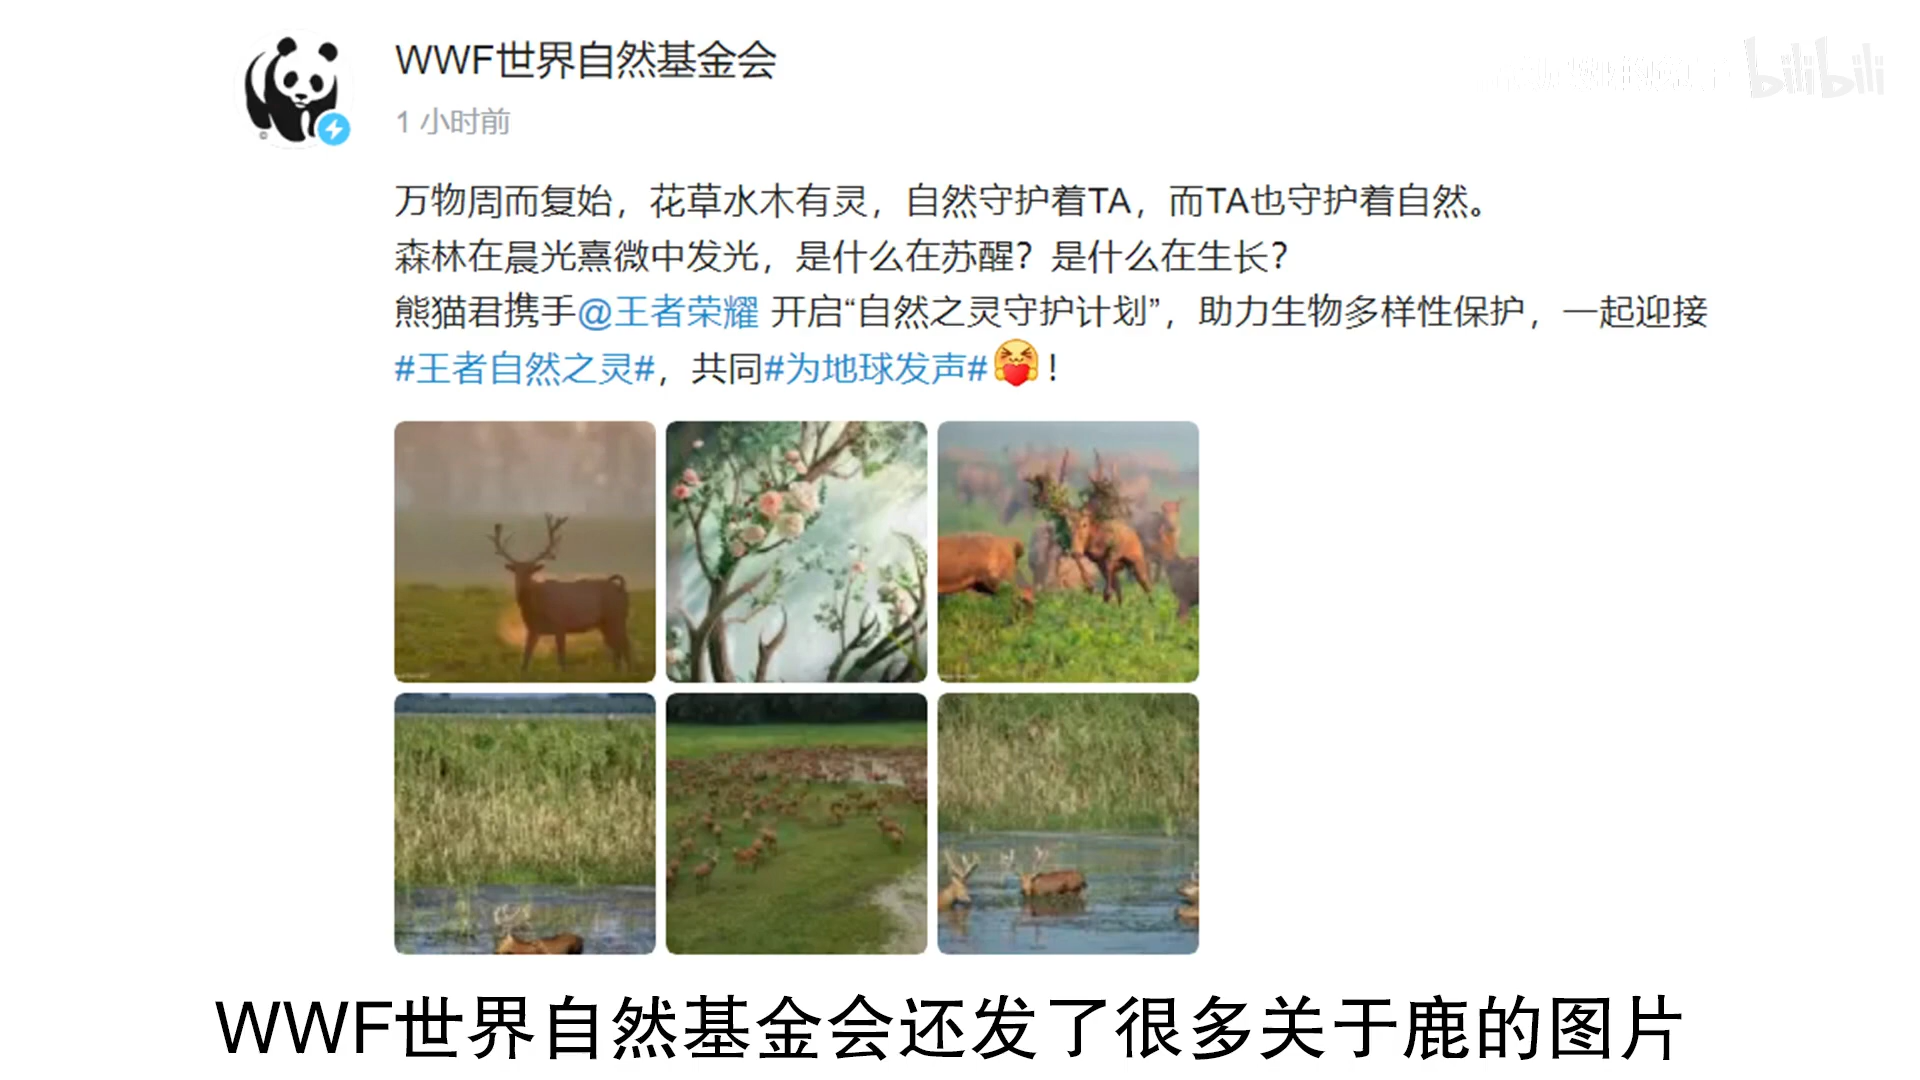 WWF世界自然基金会
bilibili
1 小时前
万物周而复始，花草水木有灵，自然守护着TA，而TA也守护着自然。
森林在晨光熹微中发光，是什么在苏醒？是什么在生长？
熊猫君携手@王者荣耀 开启“自然之灵守护计划”，助力生物多样性保护，一起迎接
#王者自然之灵#，共同#为地球发声#！
WWF世界自然基金会还发了很多关于鹿的图片